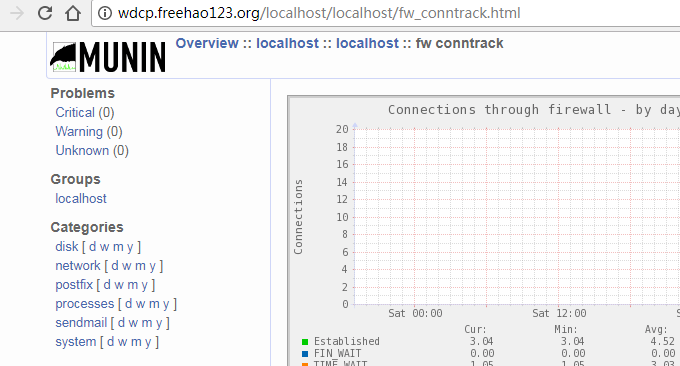 wdcp.freehao123.org/localhost/localhost/fw_conntrack.html
MUNIN
Overview :: localhost :: localhost :: fw conntrack
Problems
Critical (0)
Warning (0)
Unknown (0)
Groups
localhost
Categories
disk [ d w m y ]
network [ d w m y ]
postfix [ d w m y ]
processes [ d w m y ]
sendmail [ d w m y ]
system [ d w m y ]
Connections through firewall - by day
Connections
20
18
16
14
12
10
8
6
4
2
0
Sat 00:00 Sat 12:00 S
Cur: Min: Avg:
Established 3.04 3.04 4.52
FIN_WAIT 0.00 0.00 0.00
TIME_WAIT 1.05 1.05 3.03